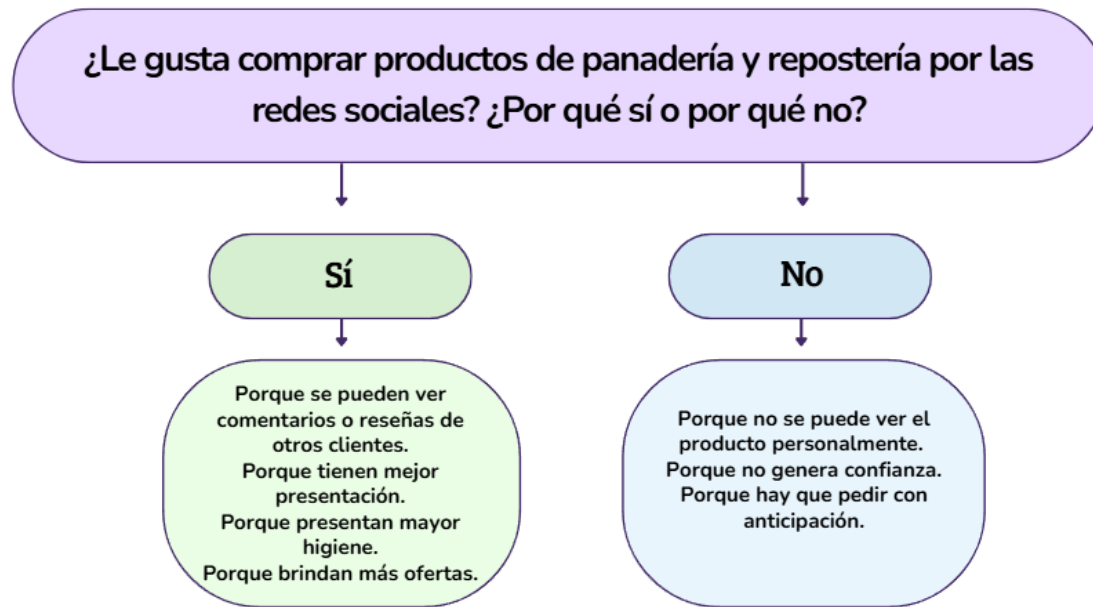 ¿Le gusta comprar productos de panadería y repostería por las
redes sociales? ¿Por qué sí o por qué no?
Sí
No
Porque se pueden ver
comentarios o reseñas de
otros clientes.
Porque tienen mejor
presentación.
Porque presentan mayor
higiene.
Porque brindan más ofertas.
Porque no se puede ver el
producto personalmente.
Porque no genera confianza.
Porque hay que pedir con
anticipación.